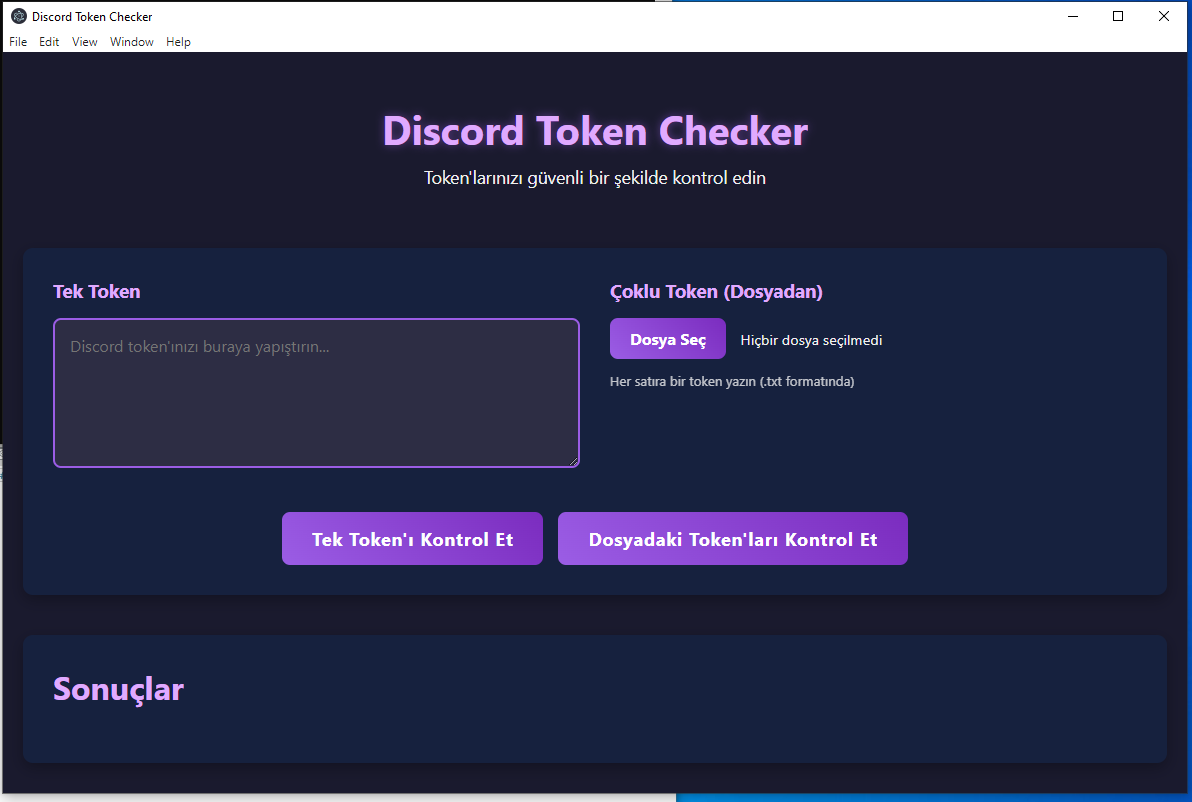 Discord Token Checker
File Edit View Window Help
Discord Token Checker
Token'larınızı güvenli bir şekilde kontrol edin
Tek Token
Discord token'ınızı buraya yapıştırın...
Çoklu Token (Dosyadan)
Dosya Seç Hiçbir dosya seçilmedi
Her satıra bir token yazın (.txt formatında)
Tek Token'ı Kontrol Et
Dosyadaki Token'ları Kontrol Et
Sonuçlar